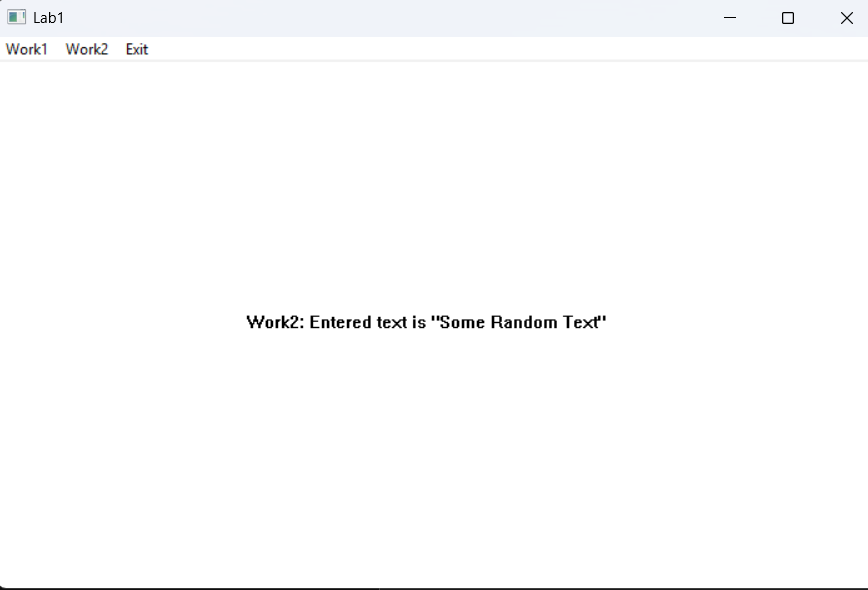 Lab1
Work1 Work2 Exit
Work2: Entered text is "Some Random Text"